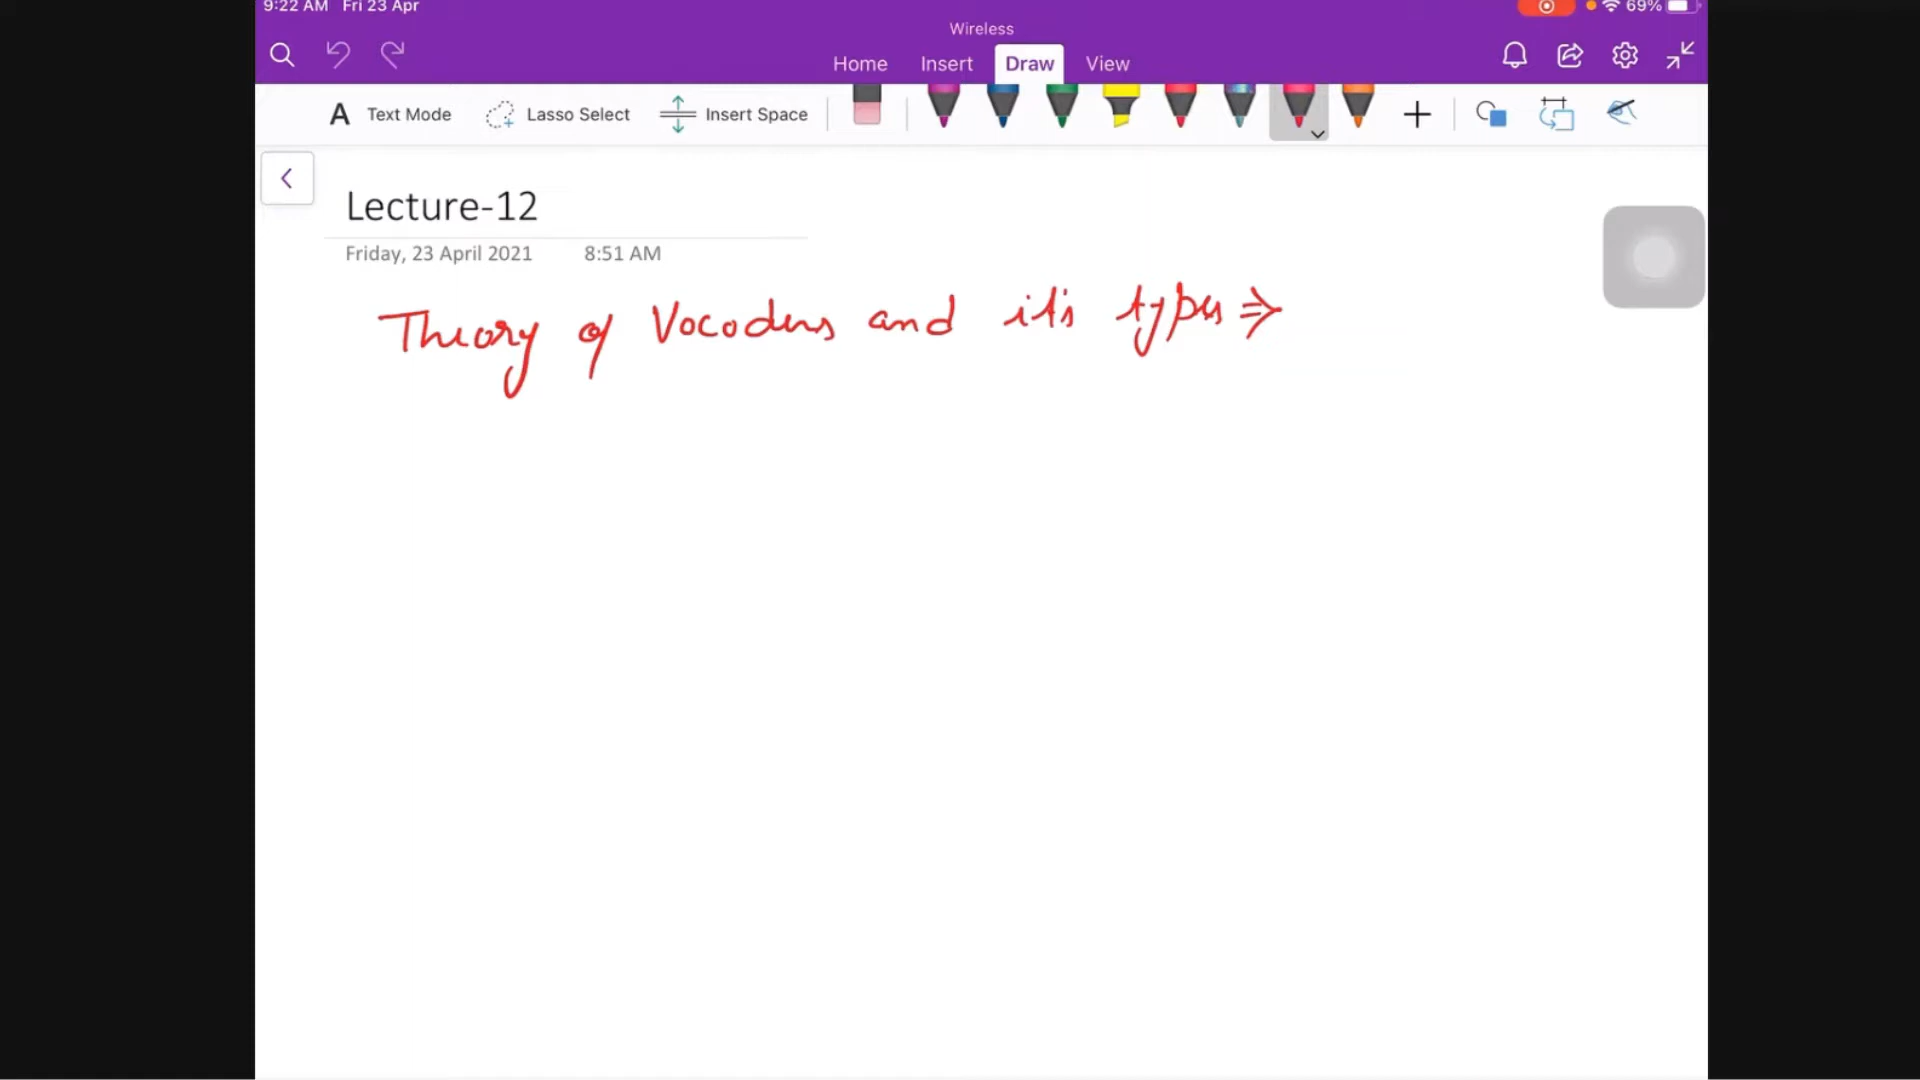 9:22 AM Fri 23 Apr 69%
Wireless
Home Insert Draw View
A Text Mode Lasso Select Insert Space
Lecture-12
Friday, 23 April 2021 8:51 AM
Theory of Vocoders and it's types ⇒